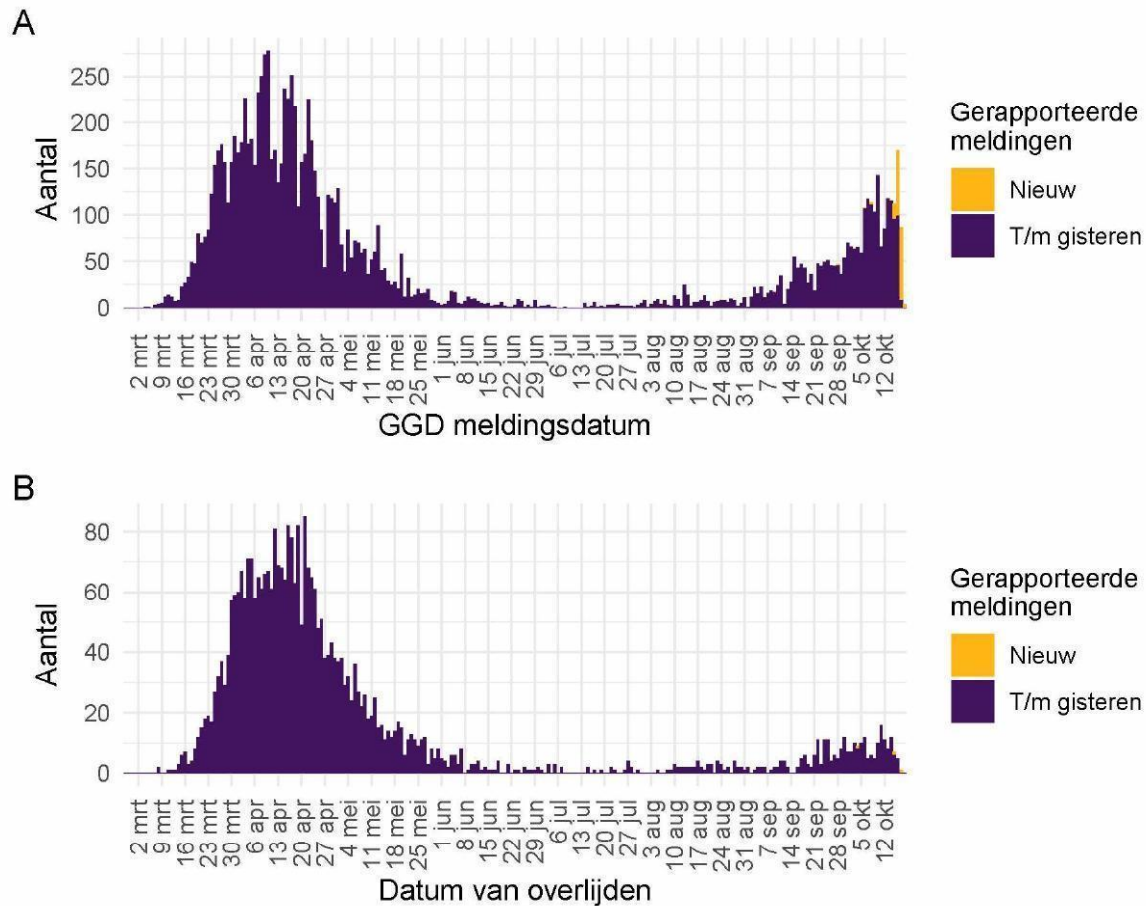 A
250
200
150
100
50
0
Aantal
2 mrt
9 mrt
16 mrt
23 mrt
30 mrt
6 apr
13 apr
20 apr
27 apr
4 mei
11 mei
18 mei
25 mei
1 jun
8 jun
15 jun
22 jun
29 jun
6 jul
13 jul
20 jul
27 jul
3 aug
10 aug
17 aug
24 aug
31 aug
7 sep
14 sep
21 sep
28 sep
5 okt
12 okt
GGD meldingsdatum
Gerapporteerde
meldingen
Nieuw
T/m gisteren
B
80
60
40
20
0
Aantal
2 mrt
9 mrt
16 mrt
23 mrt
30 mrt
6 apr
13 apr
20 apr
27 apr
4 mei
11 mei
18 mei
25 mei
1 jun
8 jun
15 jun
22 jun
29 jun
6 jul
13 jul
20 jul
27 jul
3 aug
10 aug
17 aug
24 aug
31 aug
7 sep
14 sep
21 sep
28 sep
5 okt
12 okt
Datum van overlijden
Gerapporteerde
meldingen
Nieuw
T/m gisteren